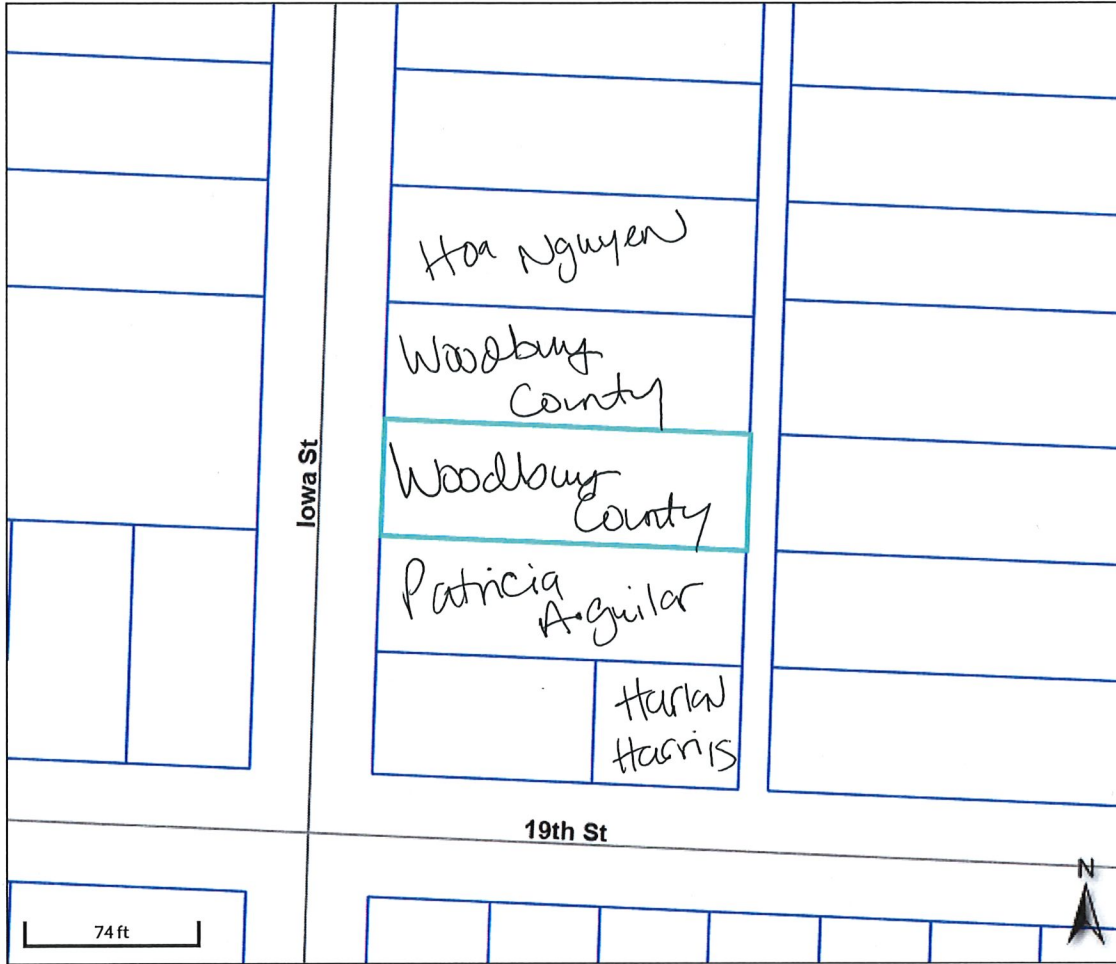 Hoa Nguyen
Woodbury
County
Iowa St
Woodbury
County
Patricia
Aguilar
Harlan
Harris
19th St
N
74 ft